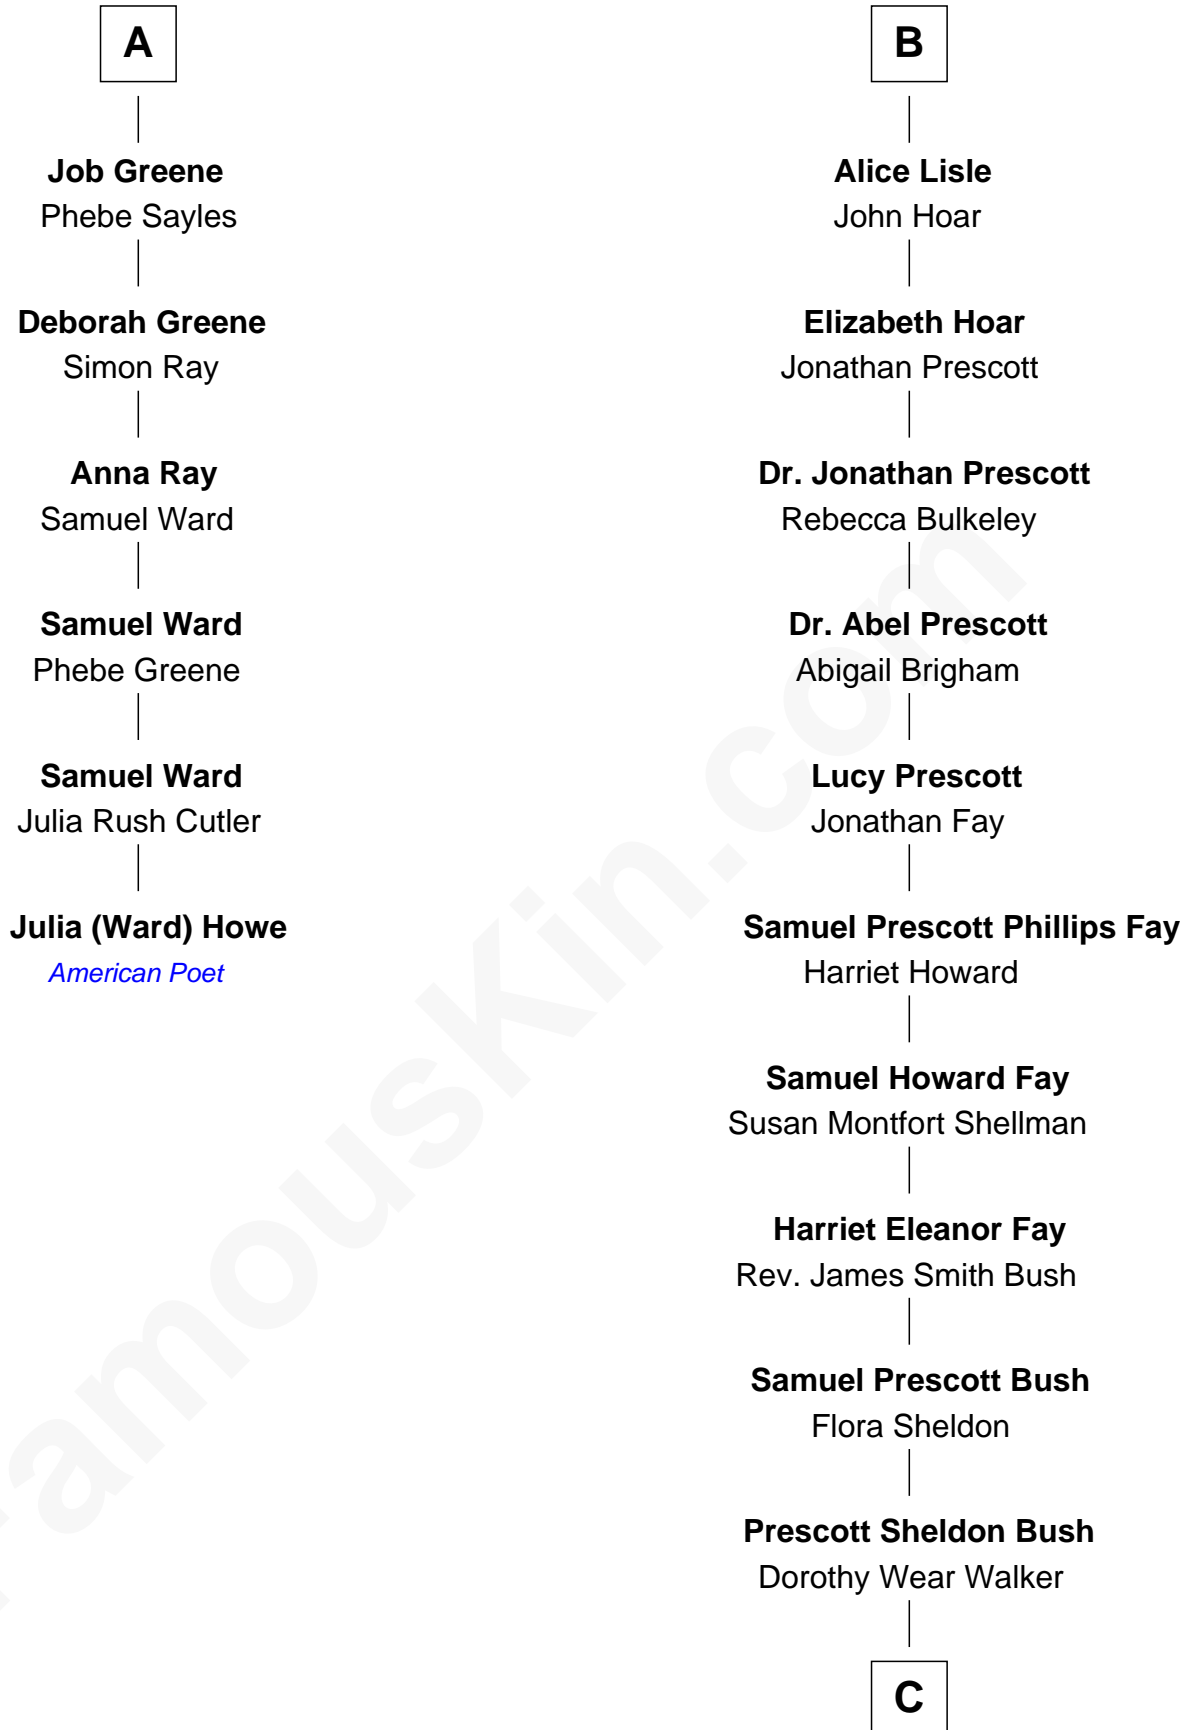 A
Job Greene
Phebe Sayles
Deborah Greene
Simon Ray
Anna Ray
Samuel Ward
Samuel Ward
Phebe Greene
Samuel Ward
Julia Rush Cutler
Julia (Ward) Howe
American Poet
B
Alice Lisle
John Hoar
Elizabeth Hoar
Jonathan Prescott
Dr. Jonathan Prescott
Rebecca Bulkeley
Dr. Abel Prescott
Abigail Brigham
Lucy Prescott
Jonathan Fay
Samuel Prescott Phillips Fay
Harriet Howard
Samuel Howard Fay
Susan Montfort Shellman
Harriet Eleanor Fay
Rev. James Smith Bush
Samuel Prescott Bush
Flora Sheldon
Prescott Sheldon Bush
Dorothy Wear Walker
C
FamousKin.com